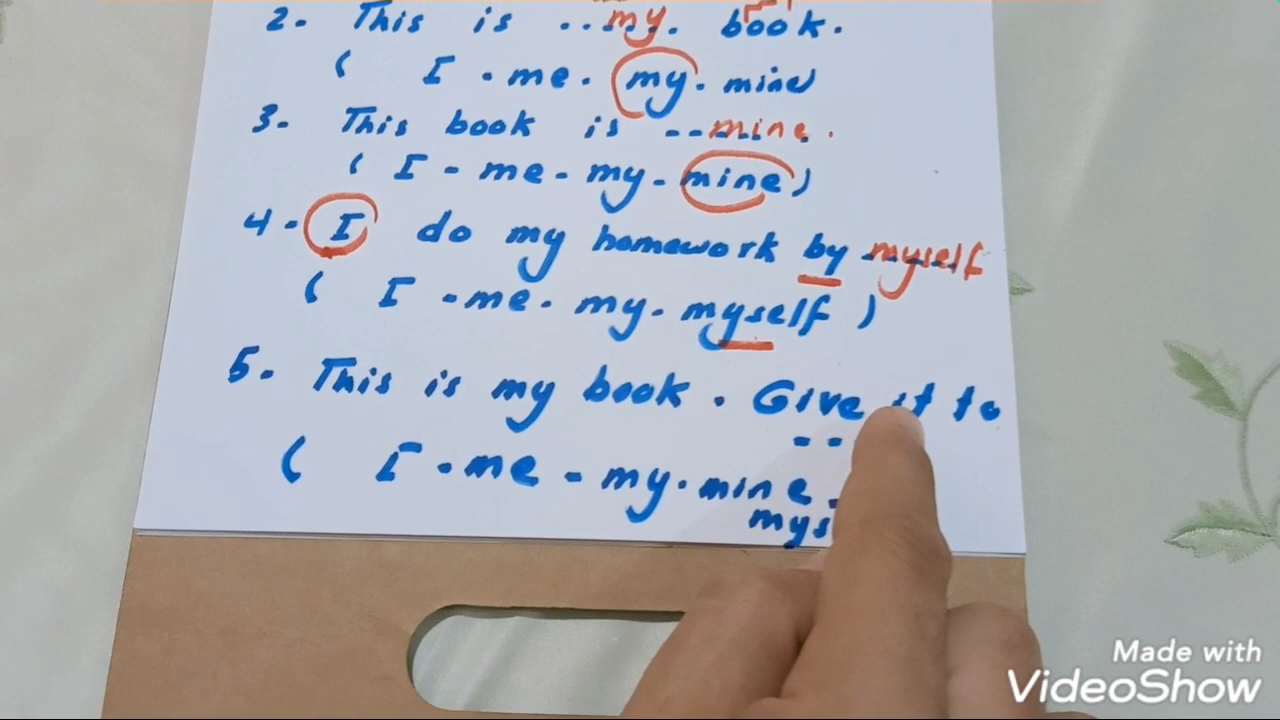 2- This is ..my. book.
( I - me - my - mine)
3- This book is --mine.
( I - me - my - mine)
4- I do my homework by myself
( I - me - my - myself )
5- This is my book. Give it to
--
( I - me - my - mine -
Made with
VideoShow